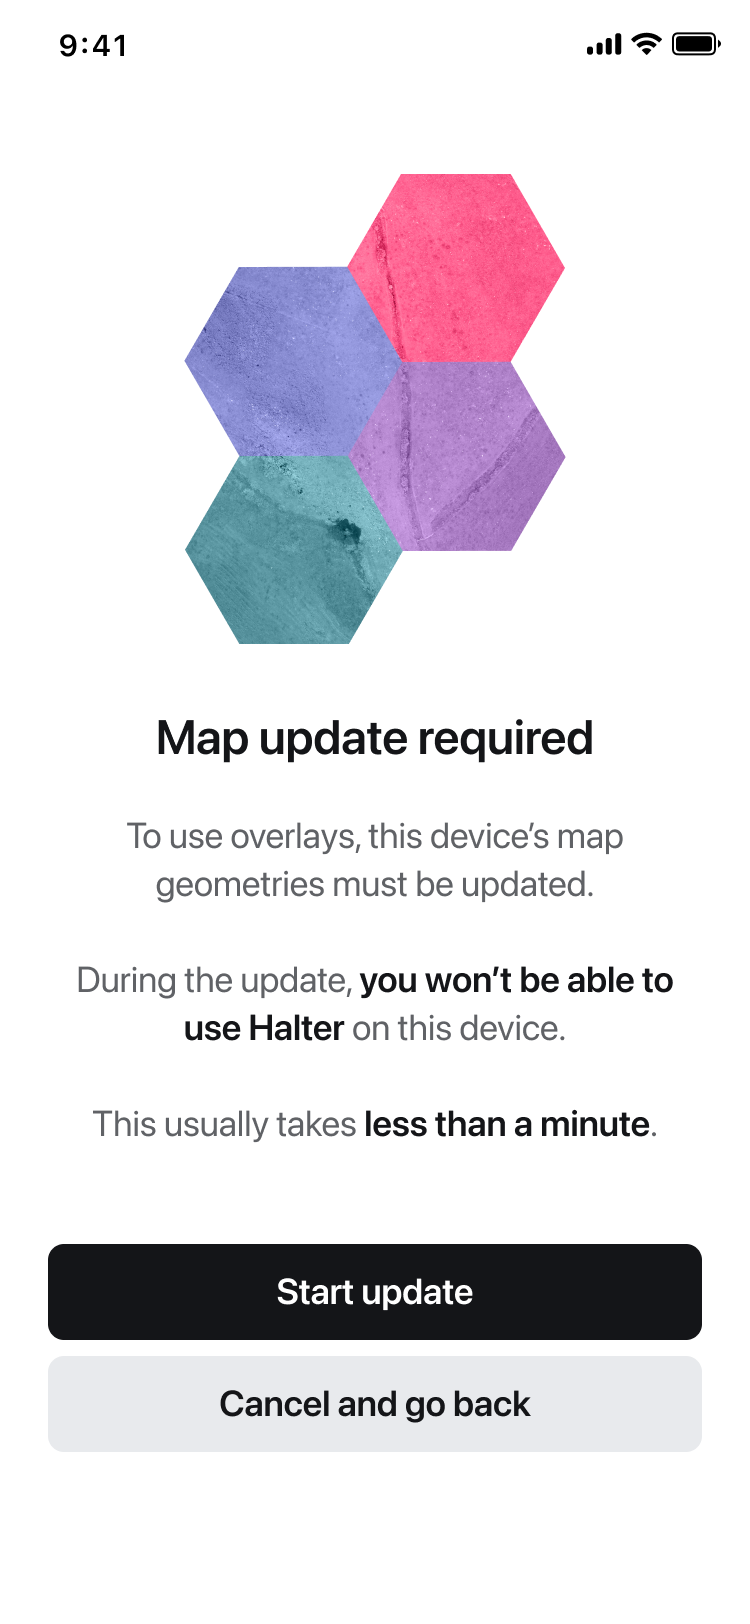 9:41
Map update required
To use overlays, this device’s map
geometries must be updated.
During the update, you won’t be able to
use Halter on this device.
This usually takes less than a minute.
Start update
Cancel and go back